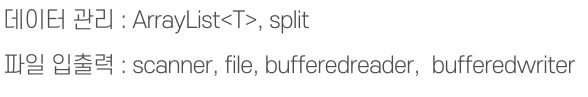 데이터 관리 : ArrayList<T>, split
파일 입출력 : scanner, file, bufferedreader, bufferedwriter